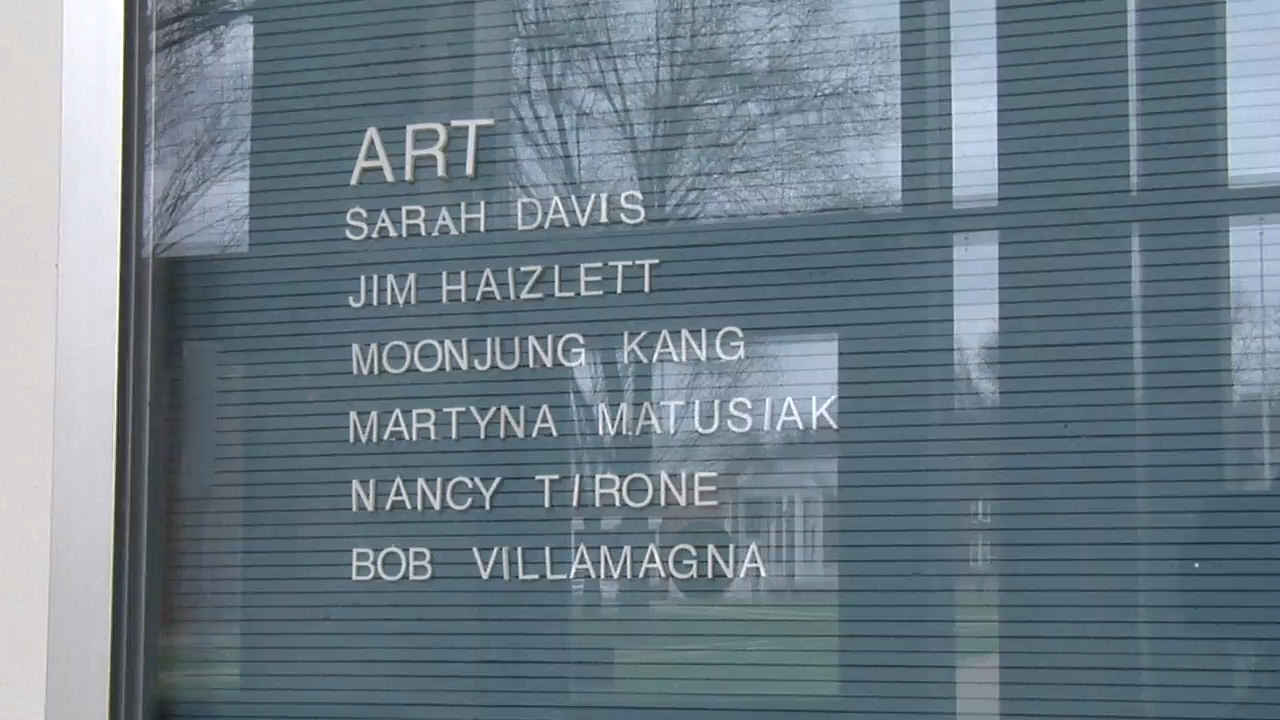 ART
SARAH DAVIS
JIM HAIZLETT
MOONJUNG KANG
MARTYNA MATUSIAK
NANCY TIRONE
BOB VILLAMAGNA